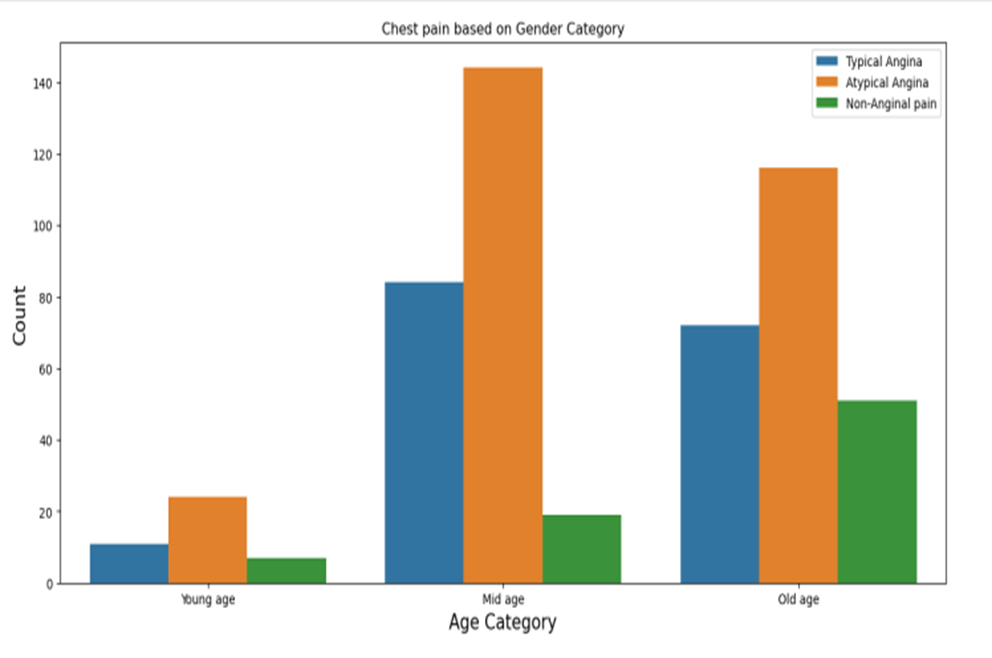 Chest pain based on Gender Category
Typical Angina
Atypical Angina
Non-Anginal pain
140
120
100
80
60
40
20
0
Count
Young age
Mid age
Old age
Age Category